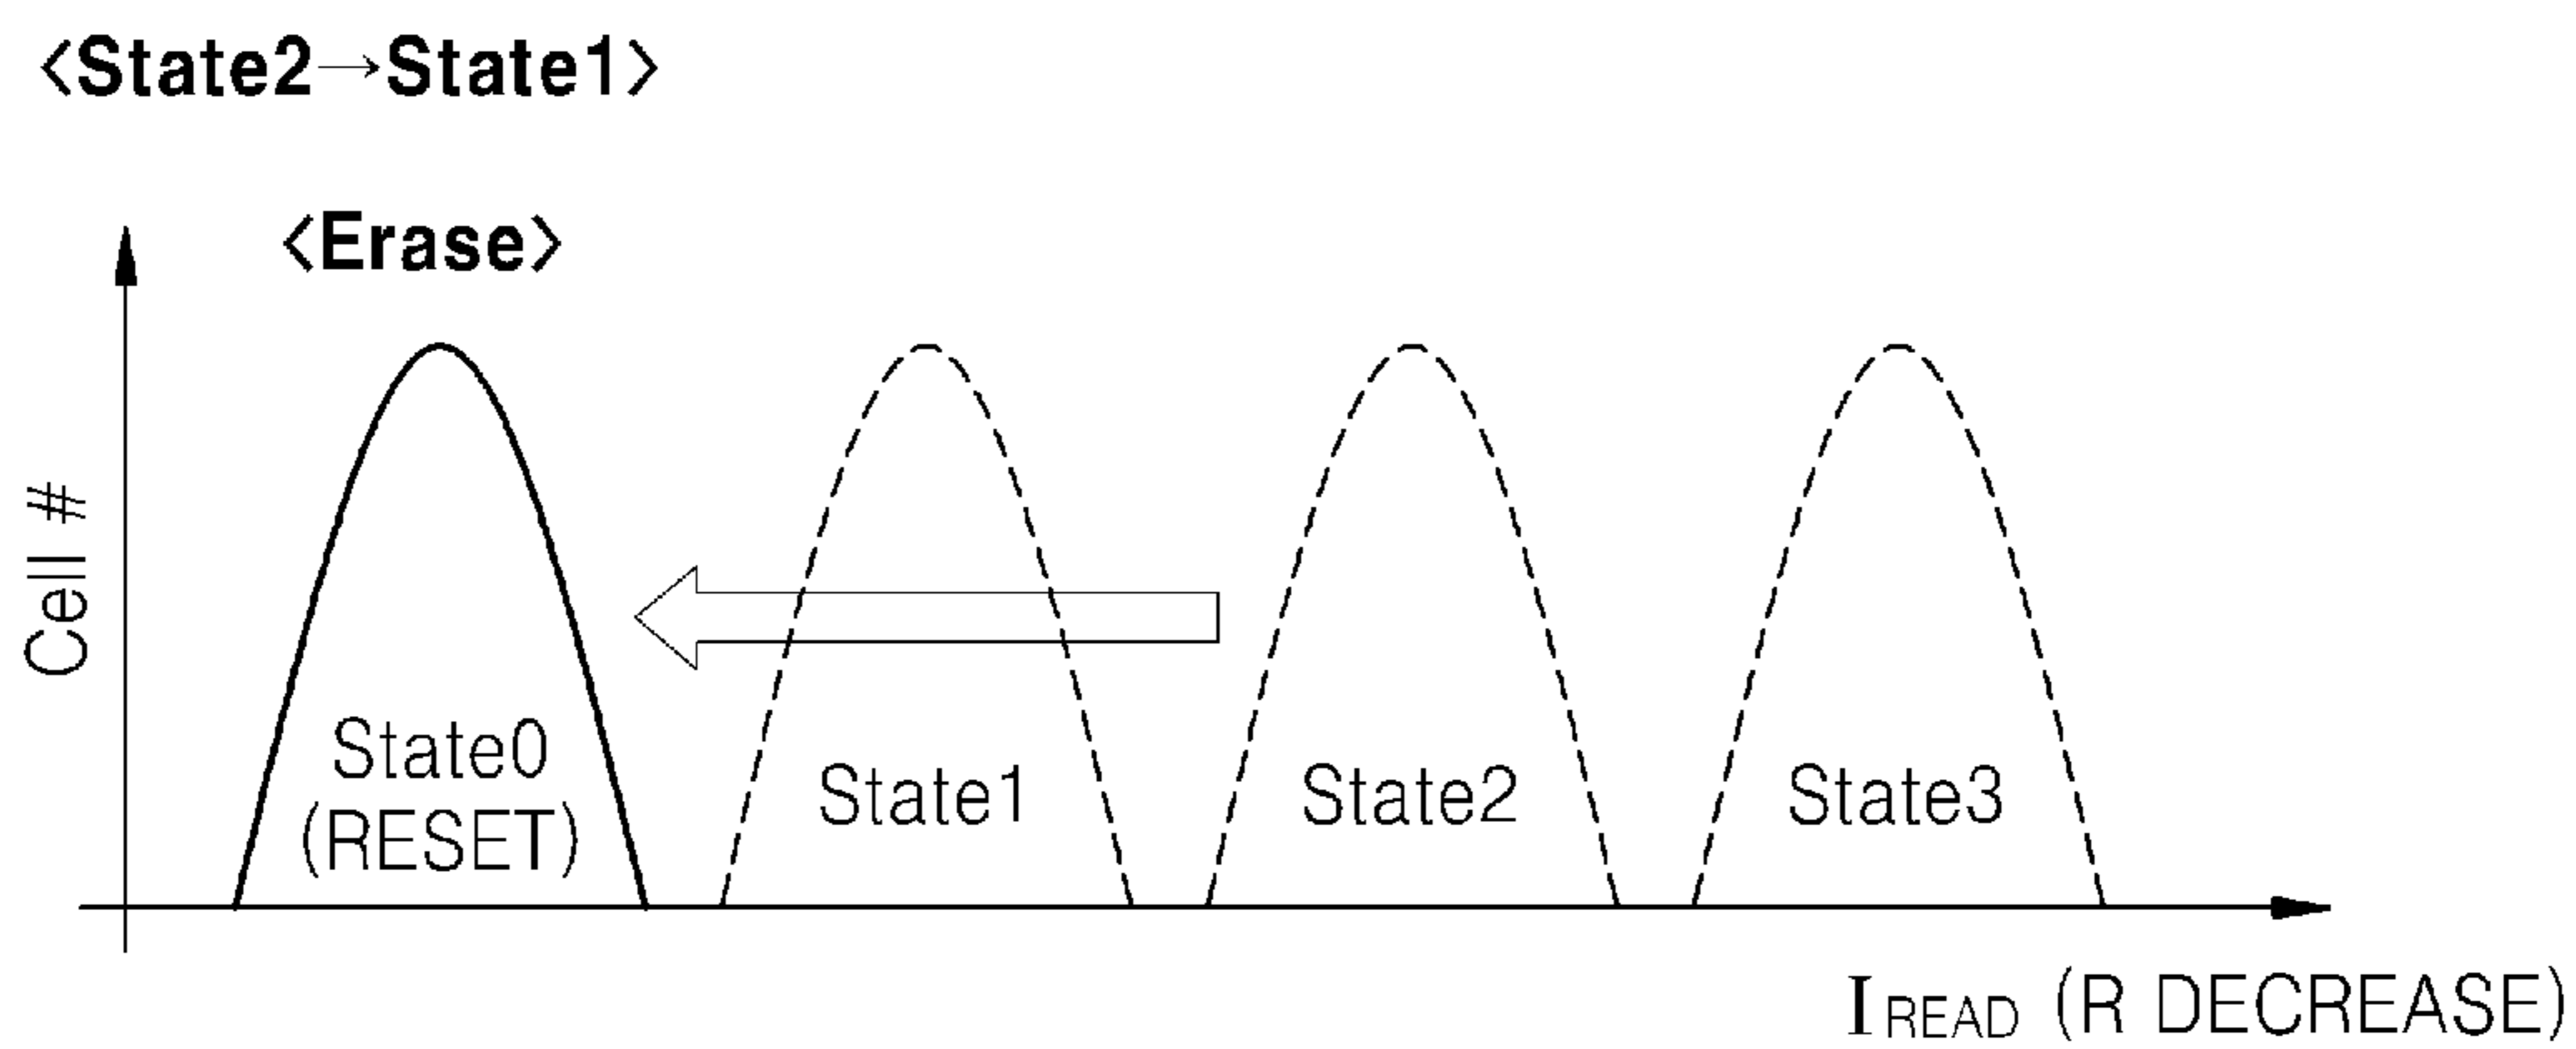 <State2→State1>
<Erase>
Cell #
State0
(RESET)
State1
State2
State3
IREAD (R DECREASE)